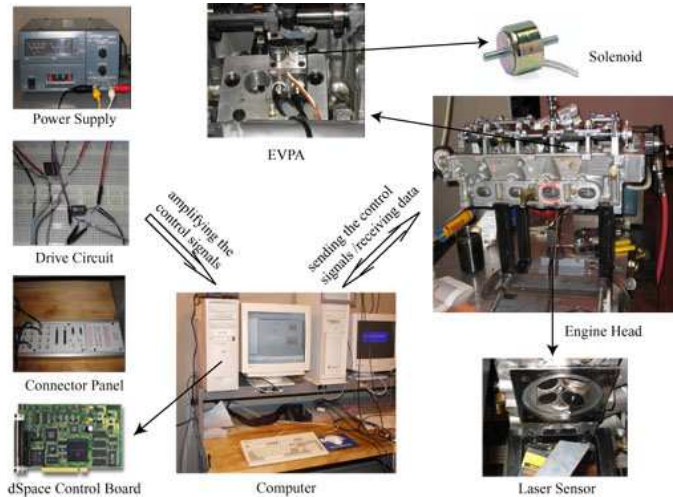 Solenoid
Power Supply
EVPA
Drive Circuit
amplifying the
control signals
sending the control
signals /receiving data
Engine Head
Connector Panel
dSpace Control Board
Computer
Laser Sensor